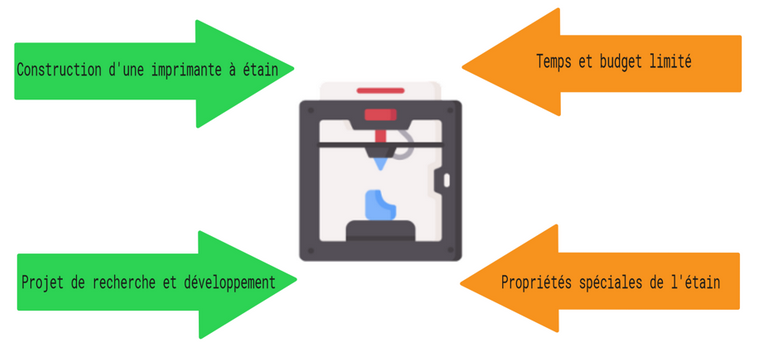 Construction d'une imprimante à étain
Temps et budget limité
Projet de recherche et développement
Propriétés spéciales de l'étain